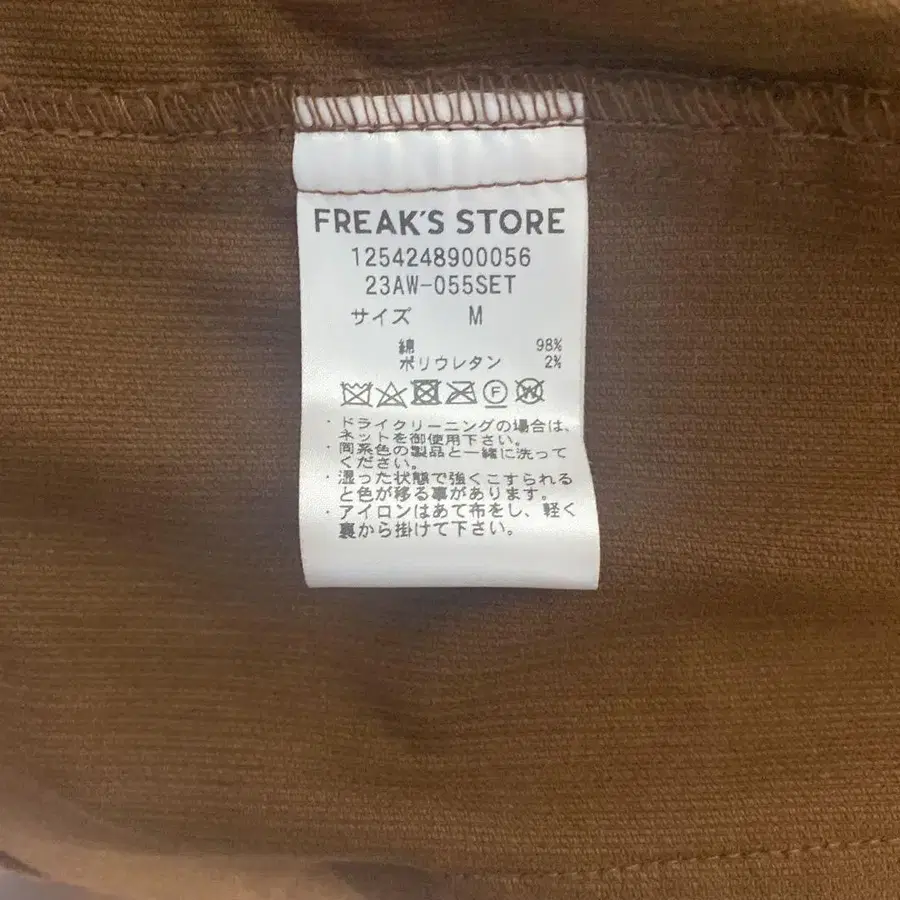 FREAK'S STORE
1254248900056
23AW-055SET
サイズ M
綿 98%
ポリウレタン 2%
F W
・ドライクリーニングの場合は、
ネットを御使用下さい。
・同系色の製品と一緒に洗って
ください。
・湿った状態で強くこすられる
と色が移る事があります。
・アイロンはあて布をし、軽く
裏から掛けて下さい。